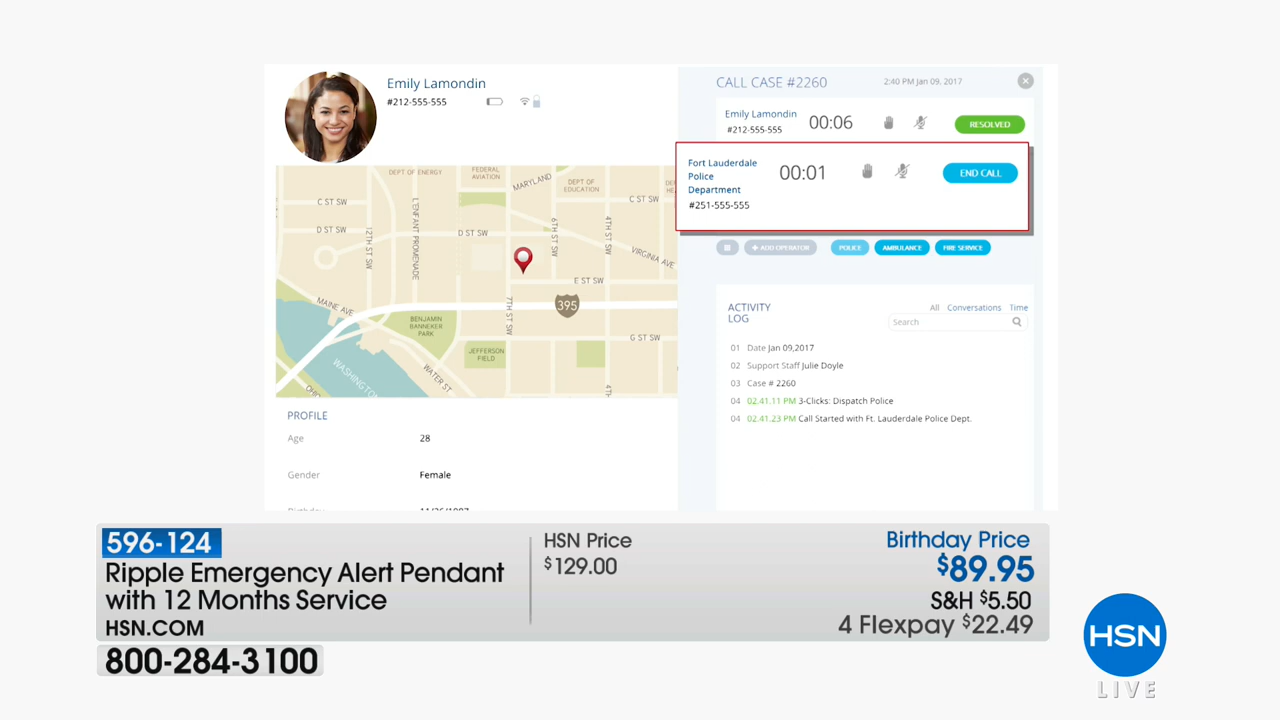 Emily Lamondin
#212-555-555
CALL CASE #2260
2:40 PM Jan 09, 2017
Emily Lamondin
#212-555-555
00:06
RESOLVED
Fort Lauderdale
Police
Department
#251-555-555
00:01
END CALL
+ ADD OPERATOR
POLICE
AMBULANCE
FIRE SERVICE
DEPT OF ENERGY
FEDERAL
AVIATION
MARYLAND
DEPT OF
EDUCATION
C ST SW
C ST SW
D ST SW
D ST SW
12TH ST SW
L'ENFANT PROMENADE
6TH ST SW
4TH ST SW
VIRGINIA AVE
E ST SW
MAINE AVE
7TH ST SW
395
BENJAMIN
BANNEKER
PARK
G ST SW
JEFFERSON
FIELD
WASHINGTON
WATER ST
4TH
ACTIVITY
LOG
All Conversations Time
Search
01 Date Jan 09,2017
02 Support Staff Julie Doyle
03 Case # 2260
04 02.41.11 PM 3-Clicks: Dispatch Police
04 02.41.23 PM Call Started with Ft. Lauderdale Police Dept.
PROFILE
Age 28
Gender Female
596-124
Ripple Emergency Alert Pendant
with 12 Months Service
HSN.COM
800-284-3100
HSN Price
$129.00
Birthday Price
$89.95
S&H $5.50
4 Flexpay $22.49
HSN
LIVE